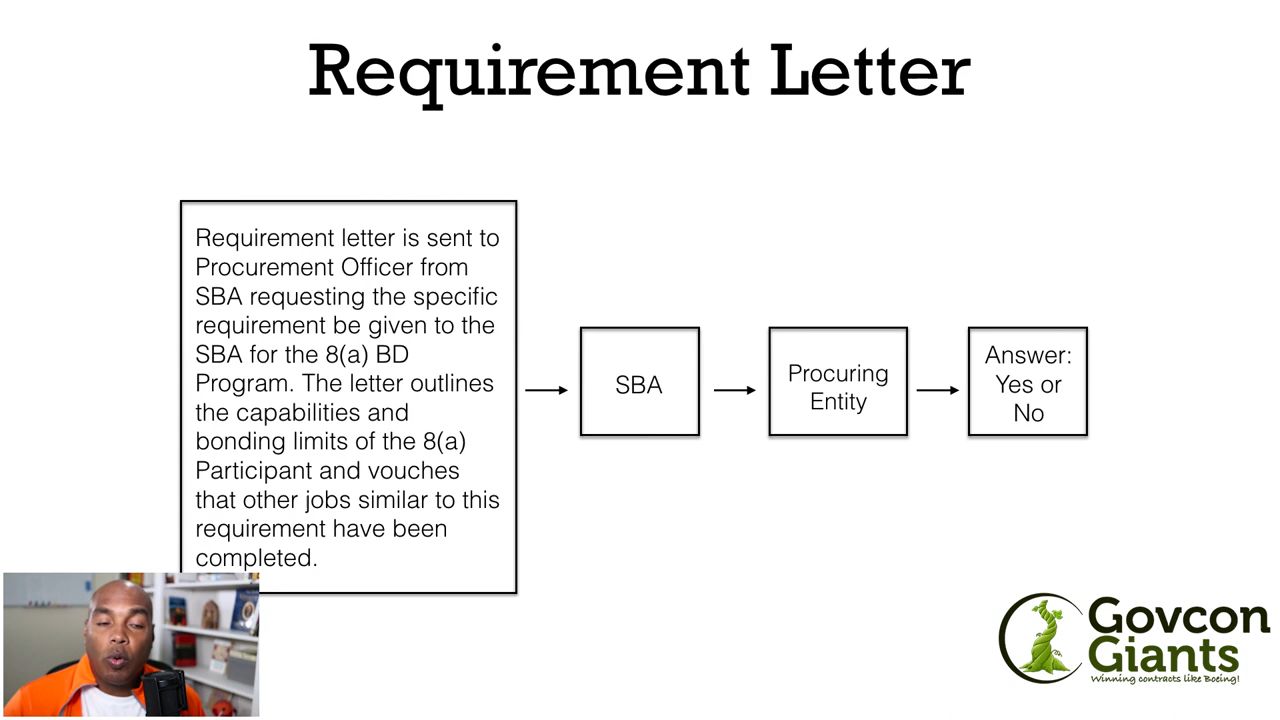 Requirement Letter
Requirement letter is sent to
Procurement Officer from
SBA requesting the specific
requirement be given to the
SBA for the 8(a) BD
Program. The letter outlines
the capabilities and
bonding limits of the 8(a)
Participant and vouches
that other jobs similar to this
requirement have been
completed.
SBA
Procuring
Entity
Answer:
Yes or
No
Govcon
Giants
Winning contracts like Boeing!